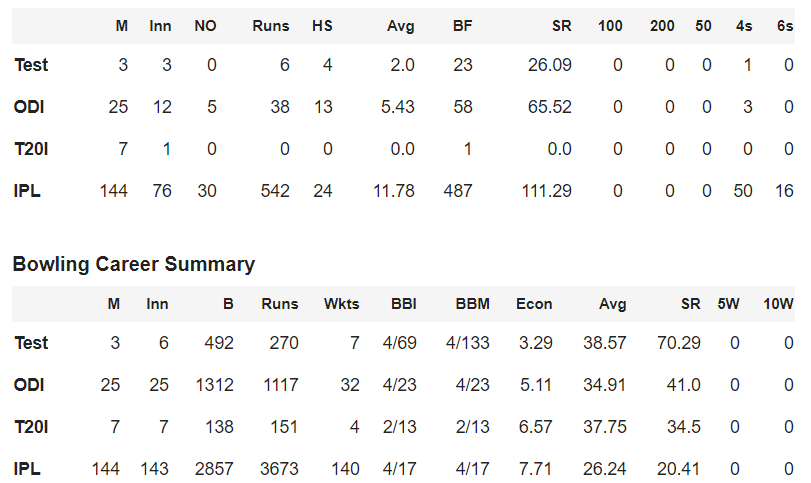 M Inn NO Runs HS Avg BF SR 100 200 50 4s 6s
Test 3 3 0 6 4 2.0 23 26.09 0 0 0 1 0
ODI 25 12 5 38 13 5.43 58 65.52 0 0 0 3 0
T20I 7 1 0 0 0 0.0 1 0.0 0 0 0 0 0
IPL 144 76 30 542 24 11.78 487 111.29 0 0 0 50 16
Bowling Career Summary
M Inn B Runs Wkts BBI BBM Econ Avg SR 5W 10W
Test 3 6 492 270 7 4/69 4/133 3.29 38.57 70.29 0 0
ODI 25 25 1312 1117 32 4/23 4/23 5.11 34.91 41.0 0 0
T20I 7 7 138 151 4 2/13 2/13 6.57 37.75 34.5 0 0
IPL 144 143 2857 3673 140 4/17 4/17 7.71 26.24 20.41 0 0